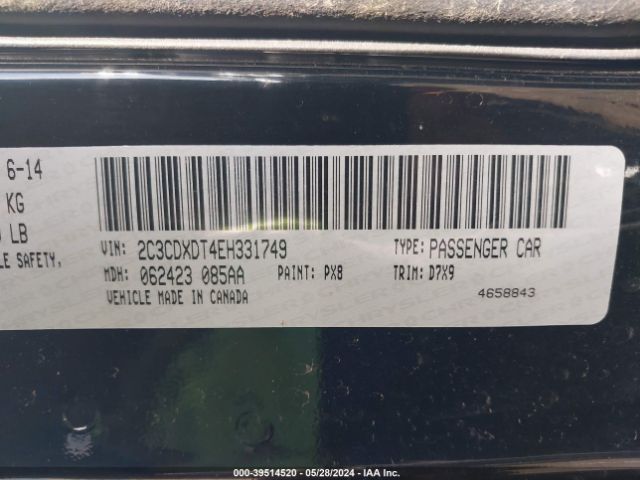 6-14
KG
LB
LE SAFETY,
VIN: 2C3CDXDT4EH331749 TYPE: PASSENGER CAR
MDH: 062423 085AA PAINT: PX8 TRIM: D7X9
VEHICLE MADE IN CANADA 4658843
000-39514520 - 05/28/2024 - IAA Inc.